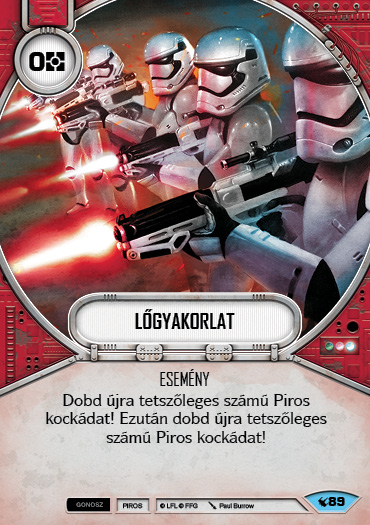 0
LŐGYAKORLAT
ESEMÉNY
Dobd újra tetszőleges számú Piros
kockádat! Ezután dobd újra tetszőleges
számú Piros kockádat!
GONOSZ PIROS © LFL © FFG Paul Burrow 89